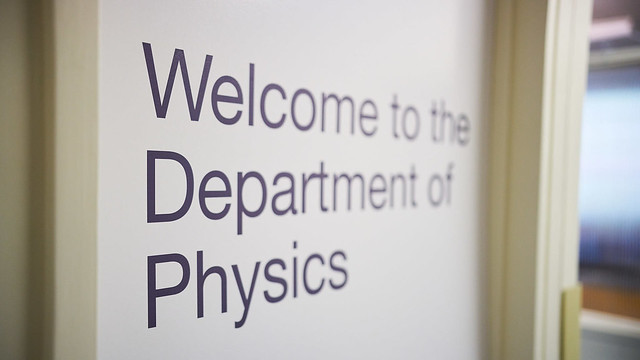 Welcome to the
Department of
Physics